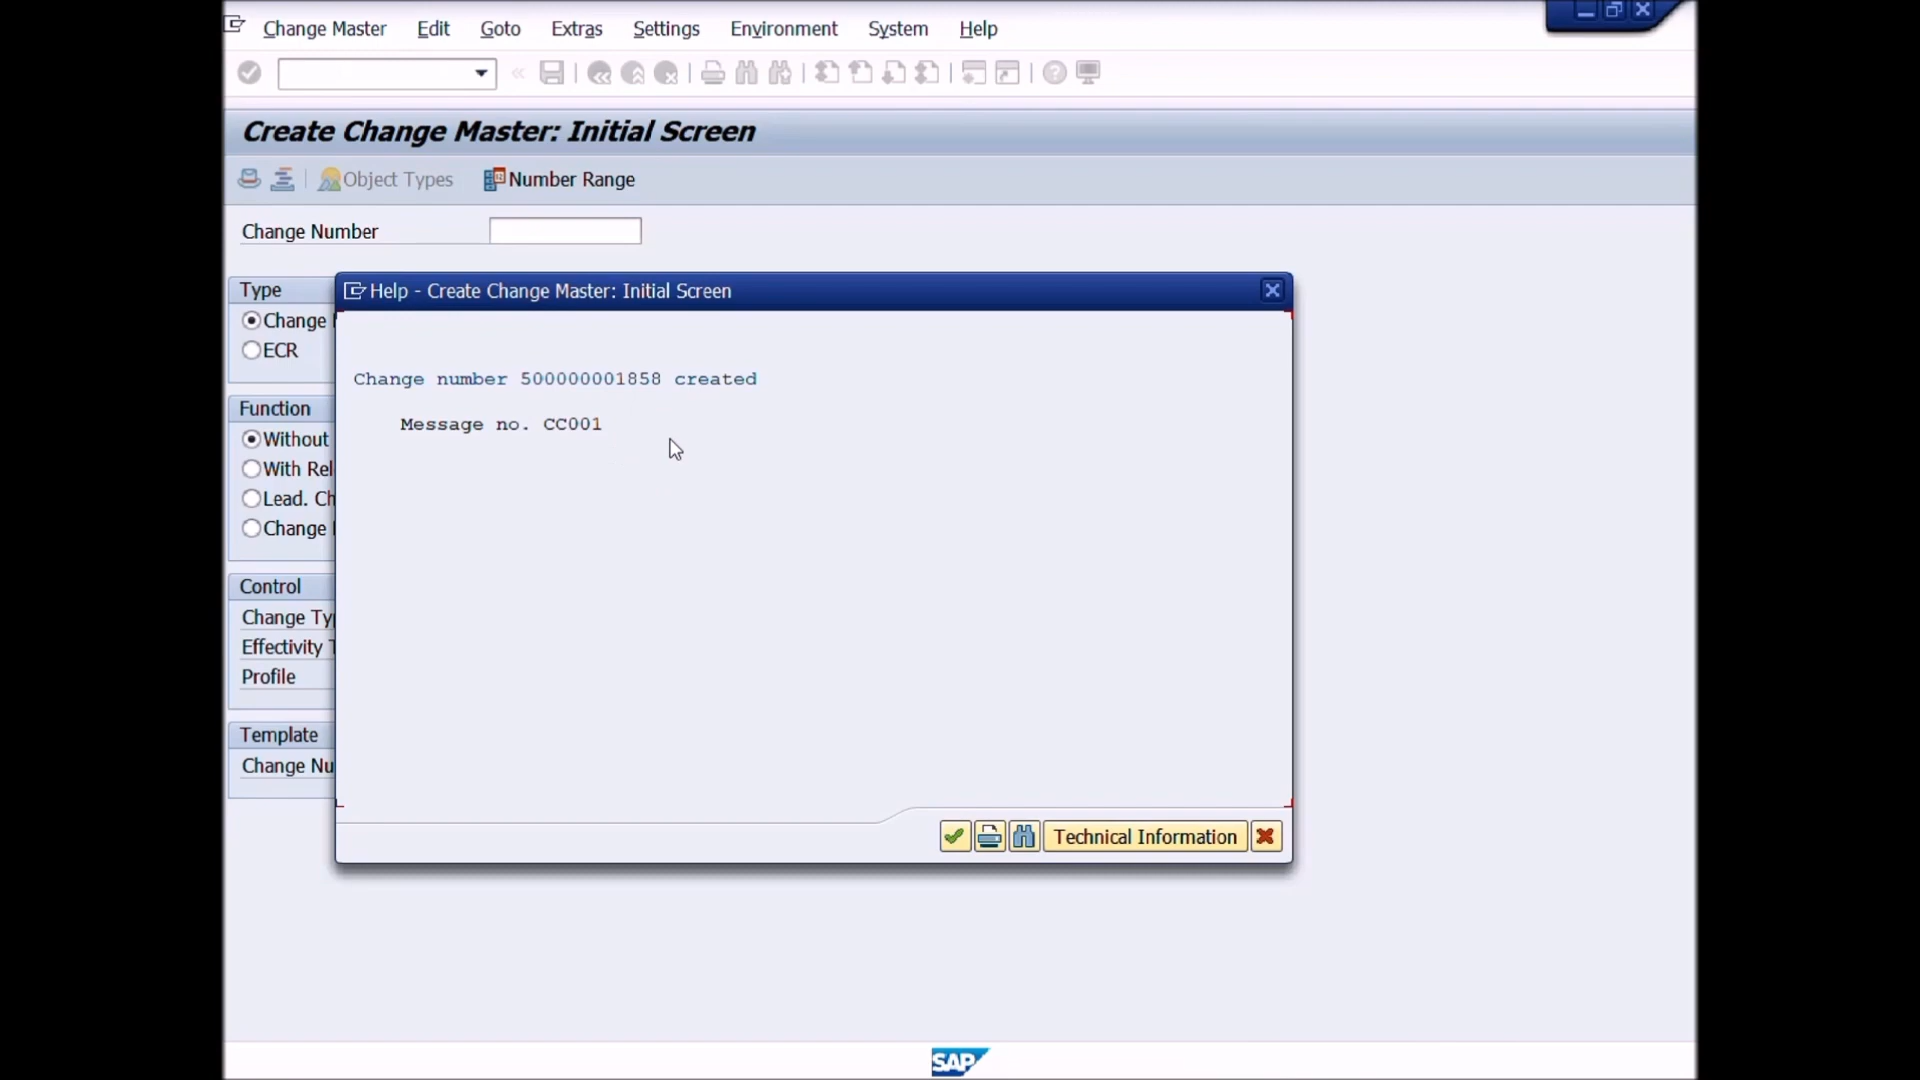 Change Master Edit Goto Extras Settings Environment System Help
Create Change Master: Initial Screen
Object Types Number Range
Change Number
Type
Change
ECR
Function
Without
With Rel
Lead. Ch
Change
Control
Change Typ
Effectivity T
Profile
Template
Change Nu
Help - Create Change Master: Initial Screen
Change number 500000001858 created
Message no. CC001
Technical Information
SAP